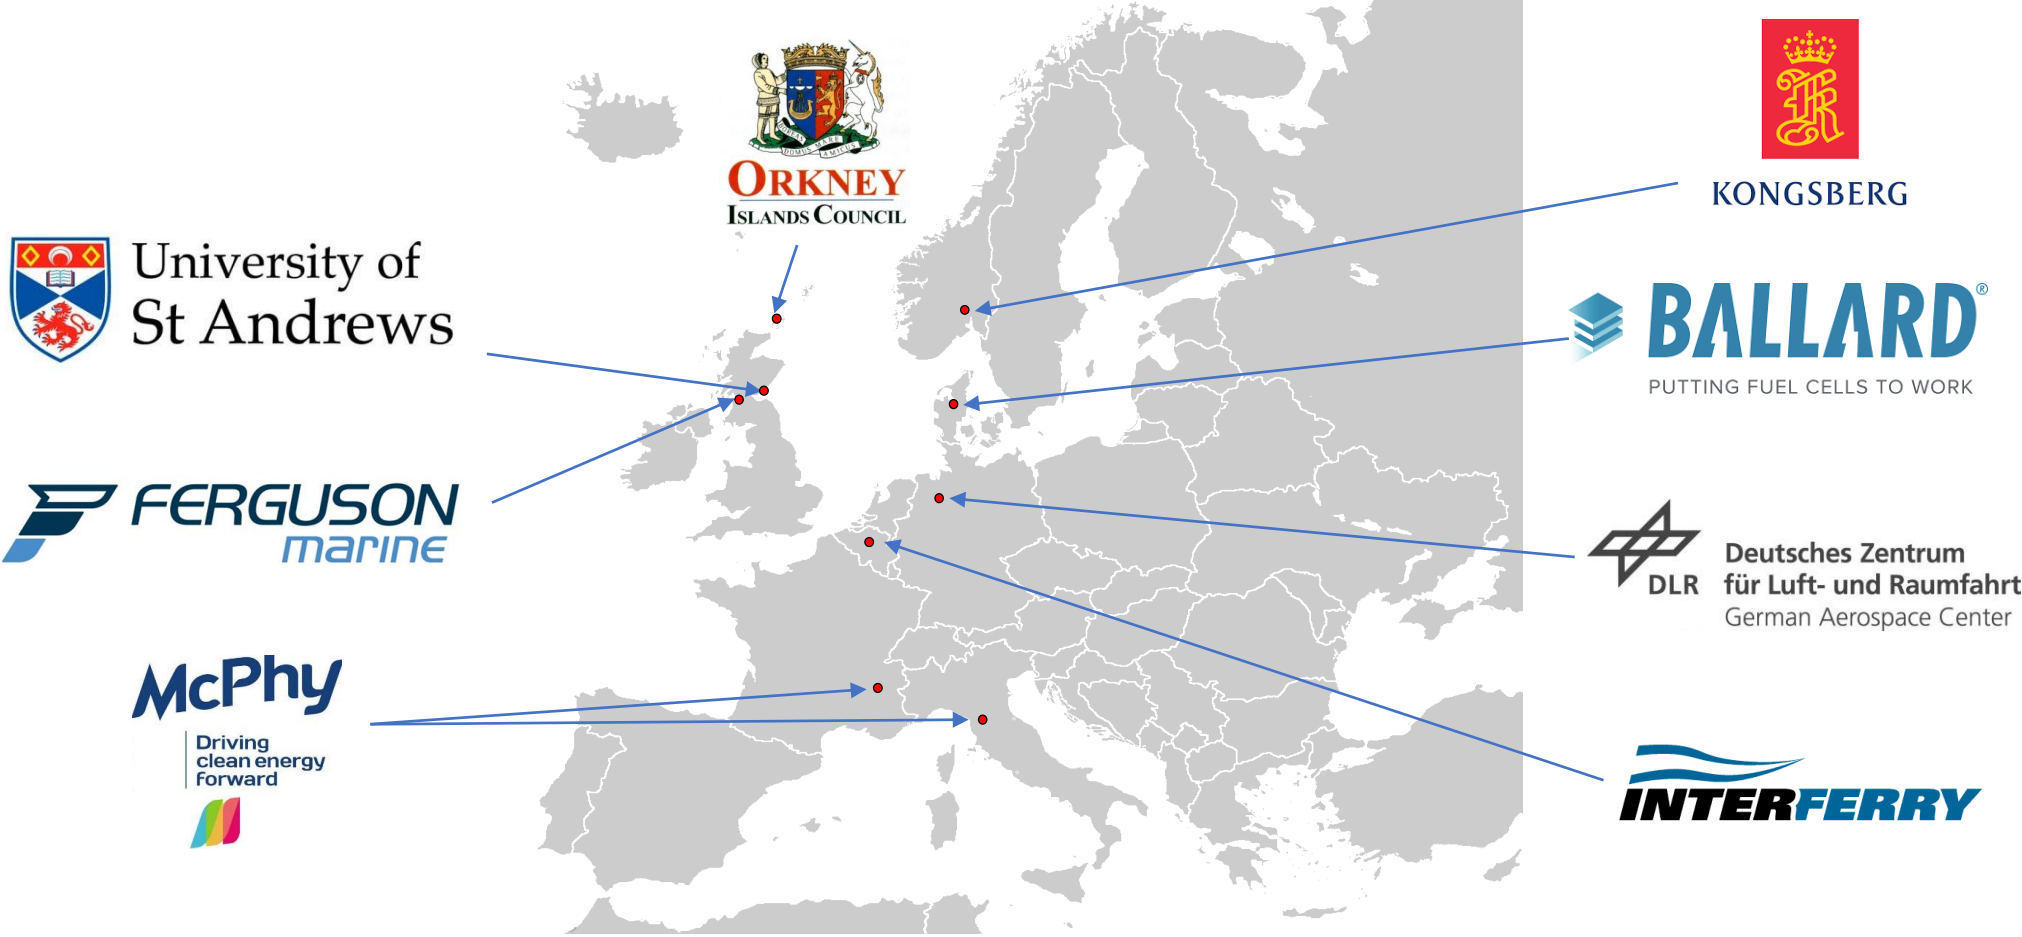 ORKNEY
ISLANDS COUNCIL
University of
St Andrews
FERGUSON
marine
McPhy
Driving
clean energy
forward
KONGSBERG
BALLARD®
PUTTING FUEL CELLS TO WORK
DLR
Deutsches Zentrum
für Luft- und Raumfahrt
German Aerospace Center
INTERFERRY